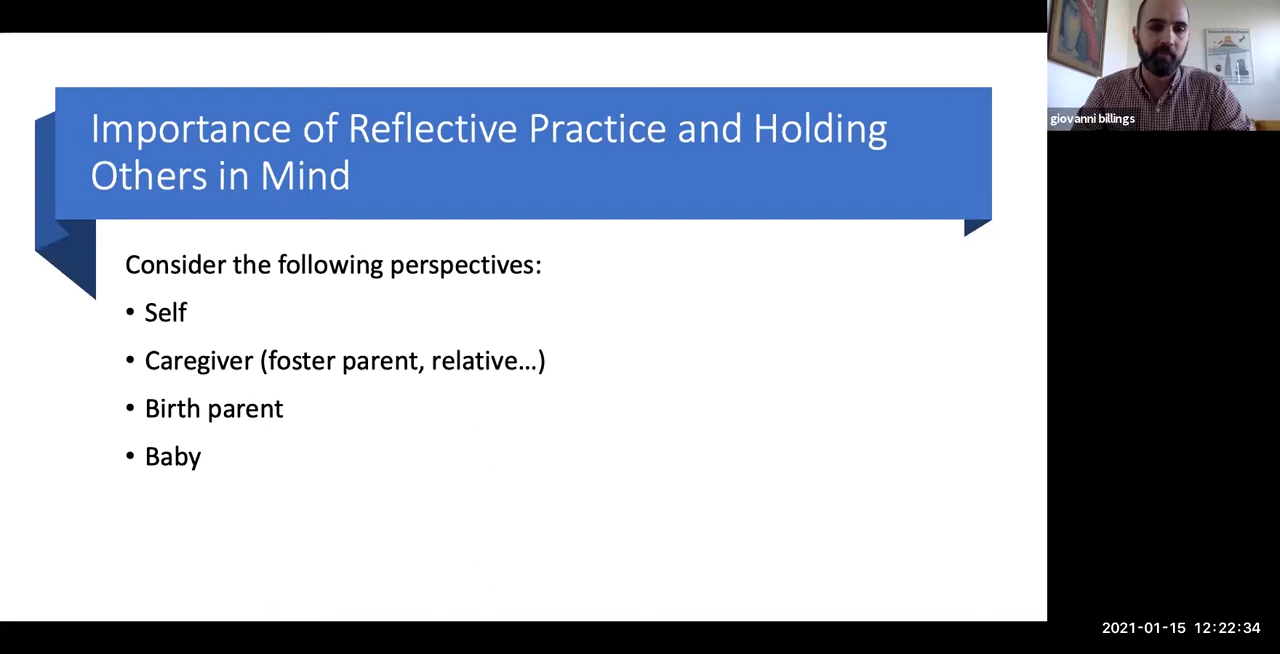 Importance of Reflective Practice and Holding
Others in Mind
Consider the following perspectives:
• Self
• Caregiver (foster parent, relative...)
• Birth parent
• Baby
giovanni billings
2021-01-15 12:22:34